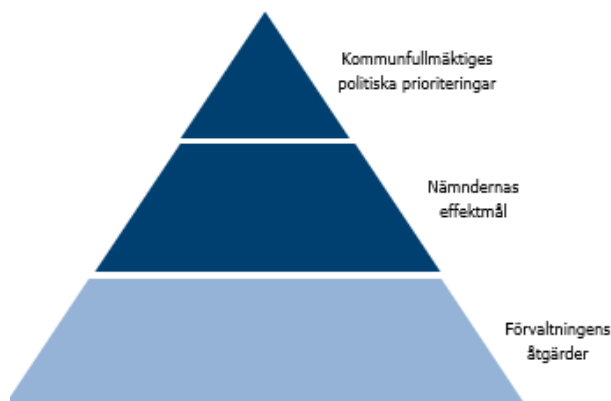 Kommunfullmäktiges
politiska prioriteringar
Nämndernas
effektmål
Förvaltningens
åtgärder